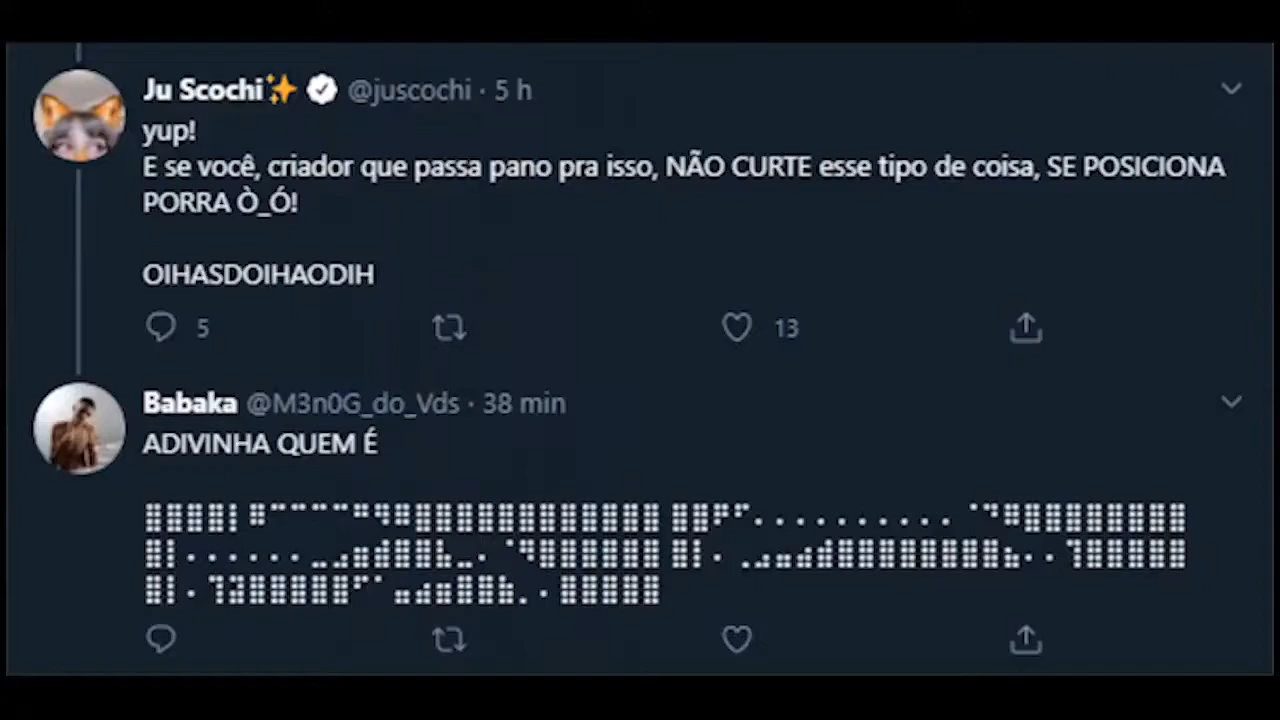 Ju Scochi✨ @juscochi · 5 h
yup!
E se você, criador que passa pano pra isso, NÃO CURTE esse tipo de coisa, SE POSICIONA
PORRA Ò_Ó!
OIHASDOIHAODIH
5 13
Babaka @M3n0G_do_Vds · 38 min
ADIVINHA QUEM É